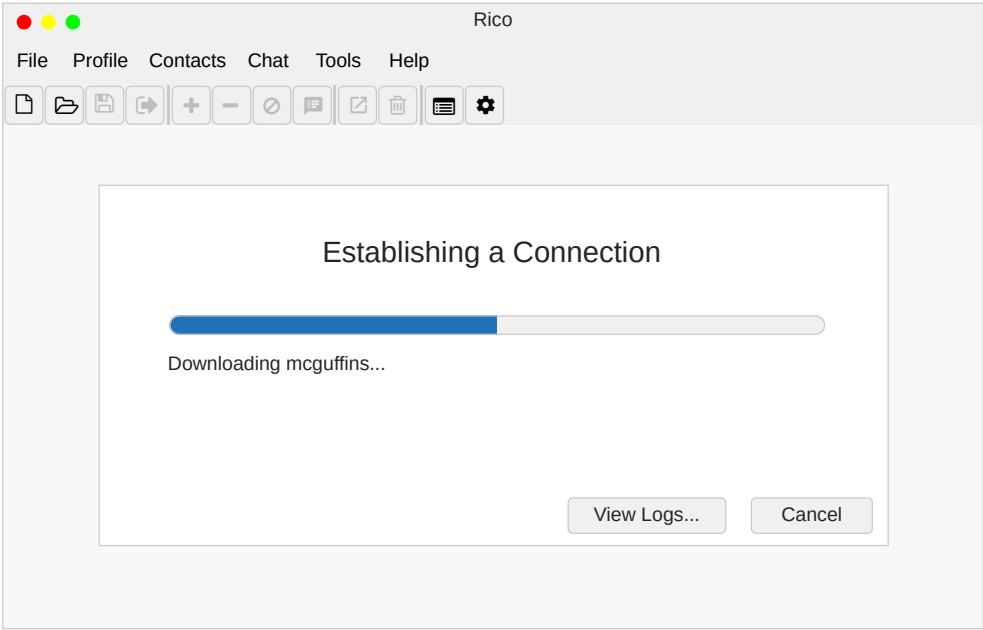 Rico
File Profile Contacts Chat Tools Help
Establishing a Connection
Downloading mcguffins...
View Logs... Cancel